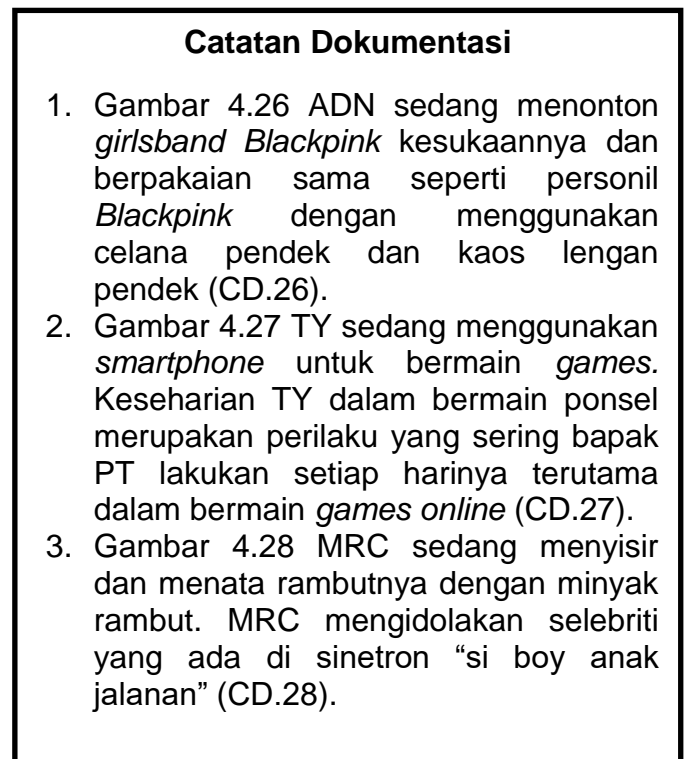 Catatan Dokumentasi
1. Gambar 4.26 ADN sedang menonton
girlsband Blackpink kesukaannya dan
berpakaian sama seperti personil
Blackpink dengan menggunakan
celana pendek dan kaos lengan
pendek (CD.26).
2. Gambar 4.27 TY sedang menggunakan
smartphone untuk bermain games.
Keseharian TY dalam bermain ponsel
merupakan perilaku yang sering bapak
PT lakukan setiap harinya terutama
dalam bermain games online (CD.27).
3. Gambar 4.28 MRC sedang menyisir
dan menata rambutnya dengan minyak
rambut. MRC mengidolakan selebriti
yang ada di sinetron “si boy anak
jalanan” (CD.28).